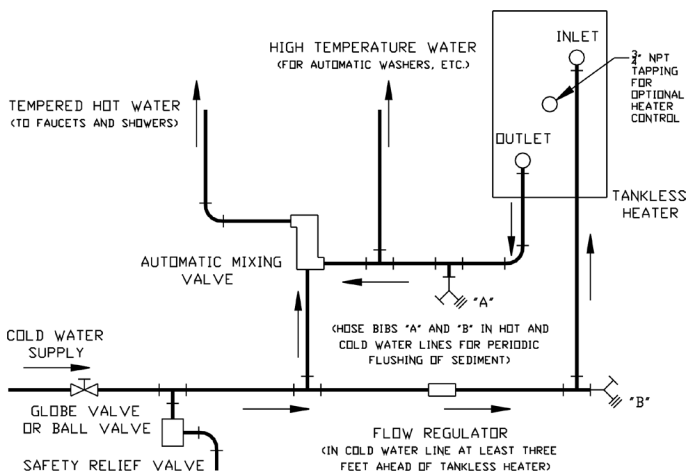 INLET
HIGH TEMPERATURE WATER
(FOR AUTOMATIC WASHERS, ETC.)
3/4" NPT
TAPPING
FOR
OPTIONAL
HEATER
CONTROL
TEMPERED HOT WATER
(TO FAUCETS AND SHOWERS)
OUTLET
TANKLESS
HEATER
AUTOMATIC MIXING
VALVE
"A"
(HOSE BIBS "A" AND "B" IN HOT AND
COLD WATER LINES FOR PERIODIC
FLUSHING OF SEDIMENT)
COLD WATER
SUPPLY
"B"
GLOBE VALVE
OR BALL VALVE
FLOW REGULATOR
(IN COLD WATER LINE AT LEAST THREE
FEET AHEAD OF TANKLESS HEATER)
SAFETY RELIEF VALVE